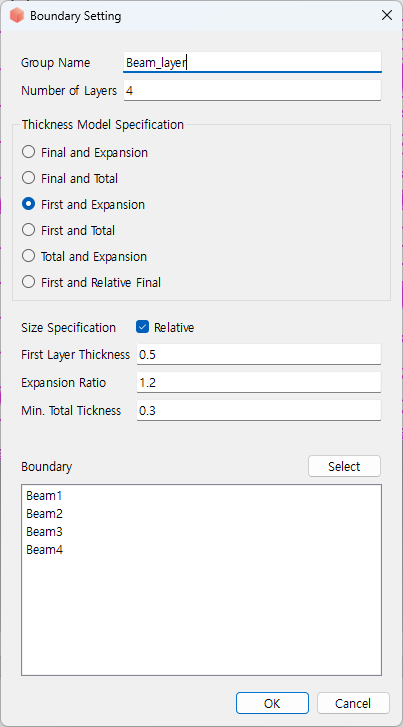 Boundary Setting
Group Name Beam_layer
Number of Layers 4
Thickness Model Specification
Final and Expansion
Final and Total
First and Expansion
First and Total
Total and Expansion
First and Relative Final
Size Specification Relative
First Layer Thickness 0.5
Expansion Ratio 1.2
Min. Total Tickness 0.3
Boundary Select
Beam1
Beam2
Beam3
Beam4
OK Cancel